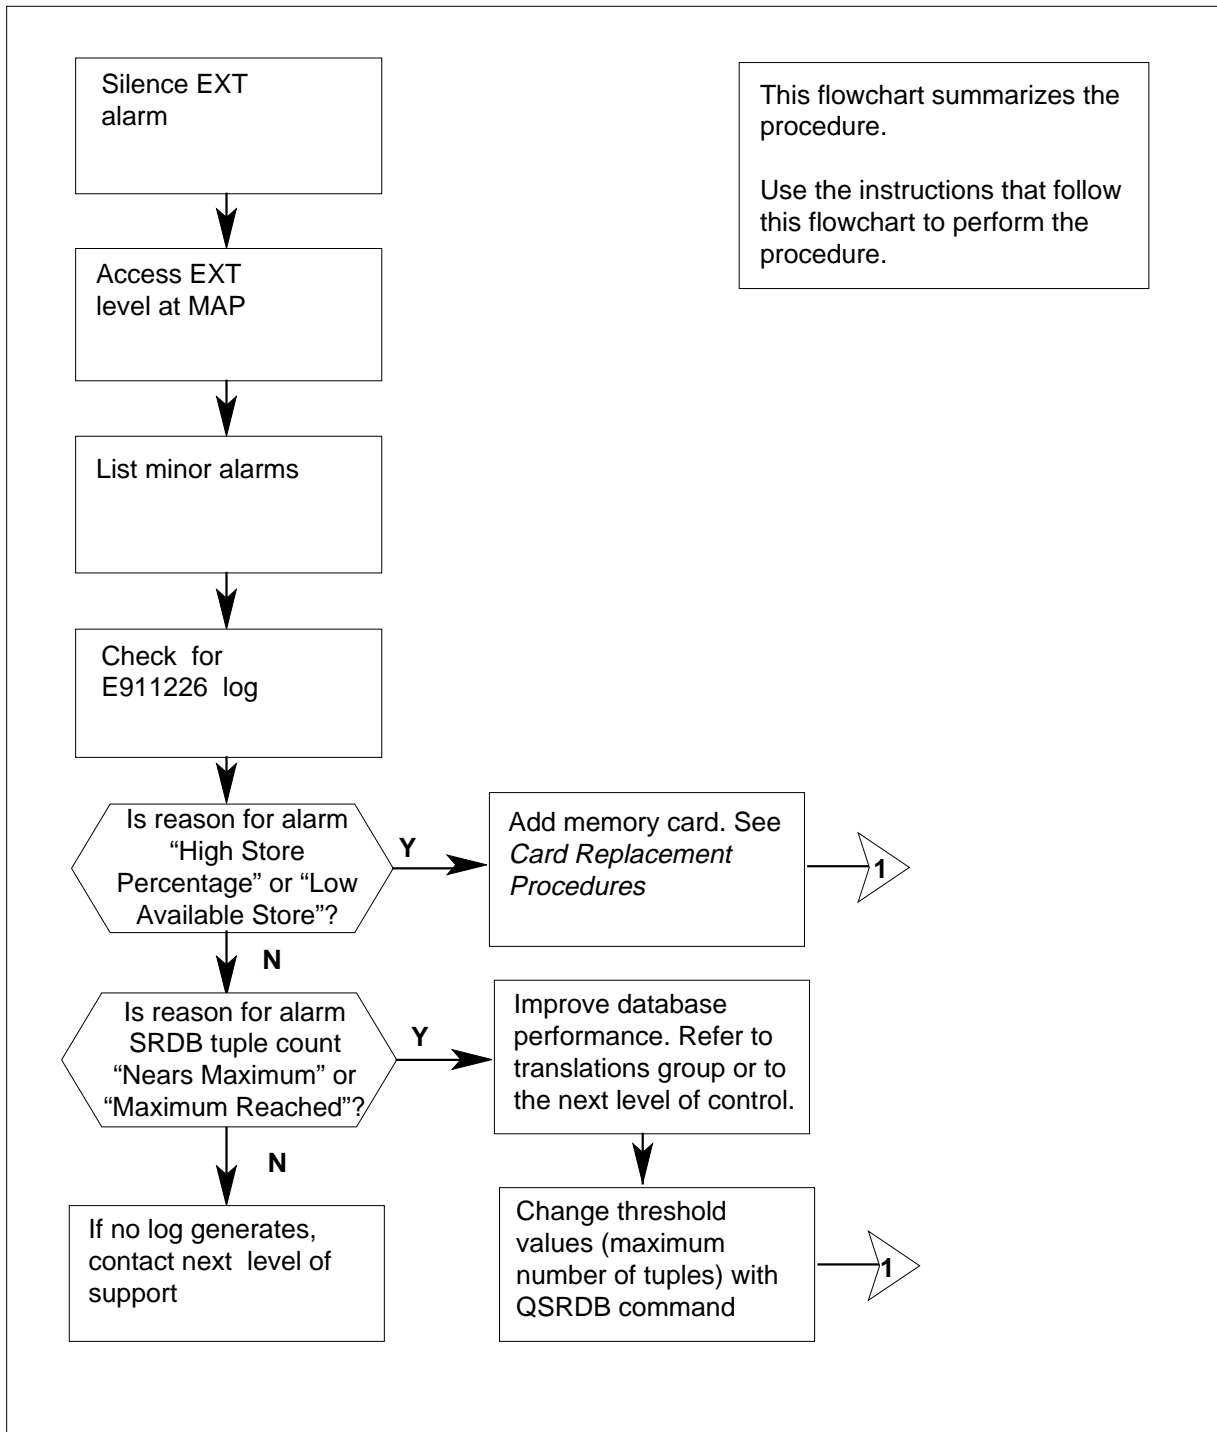 Silence EXT
alarm
This flowchart summarizes the
procedure.
Use the instructions that follow
this flowchart to perform the
procedure.
Access EXT
level at MAP
List minor alarms
Check for
E911226 log
Is reason for alarm
“High Store
Percentage” or “Low
Available Store”?
Y
Add memory card. See
Card Replacement
Procedures
1
N
Is reason for alarm
SRDB tuple count
“Nears Maximum” or
“Maximum Reached”?
Y
Improve database
performance. Refer to
translations group or to
the next level of control.
N
If no log generates,
contact next level of
support
Change threshold
values (maximum
number of tuples) with
QSRDB command
1